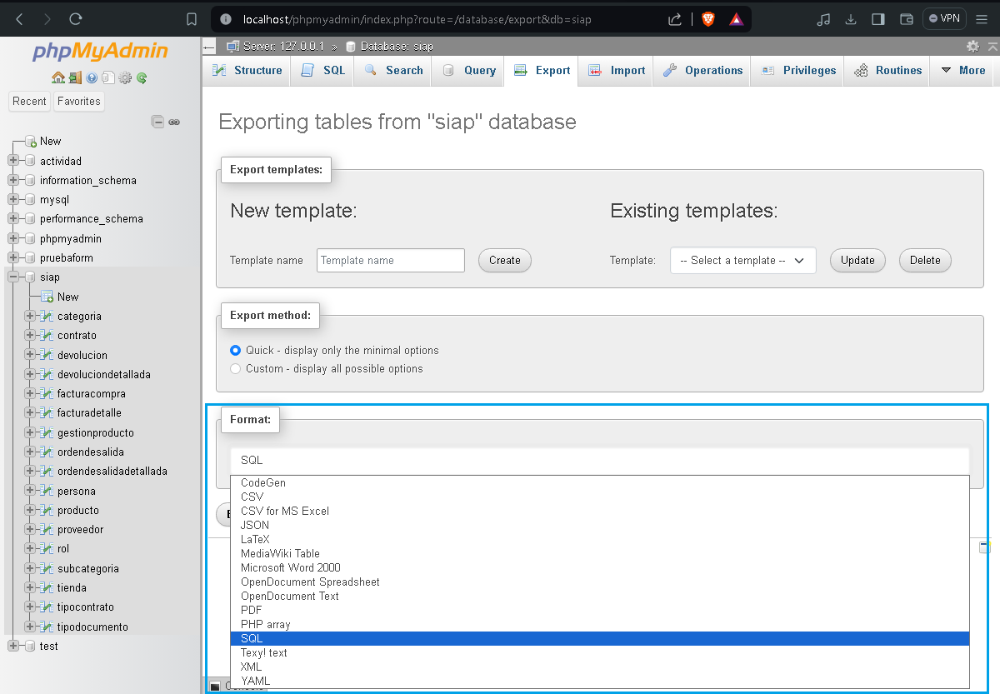 localhost/phpmyadmin/index.php?route=/database/export&db=siap
VPN
phpMyAdmin
Server: 127.0.0.1 » Database: siap
Structure SQL Search Query Export Import Operations Privileges Routines More
Recent Favorites
New
actividad
information_schema
mysql
performance_schema
phpmyadmin
pruebaform
siap
New
categoria
contrato
devolucion
devoluciondetallada
facturacompra
facturadetalle
gestionproducto
ordendesalida
ordendesalidadetallada
persona
producto
proveedor
rol
subcategoria
tienda
tipocontrato
tipodocumento
test
Exporting tables from "siap" database
Export templates:
New template:
Template name Template name Create
Existing templates:
Template: -- Select a template -- Update Delete
Export method:
Quick - display only the minimal options
Custom - display all possible options
Format:
SQL
CodeGen
CSV
CSV for MS Excel
JSON
LaTeX
MediaWiki Table
Microsoft Word 2000
OpenDocument Spreadsheet
OpenDocument Text
PDF
PHP array
SQL
Texy! text
XML
YAML